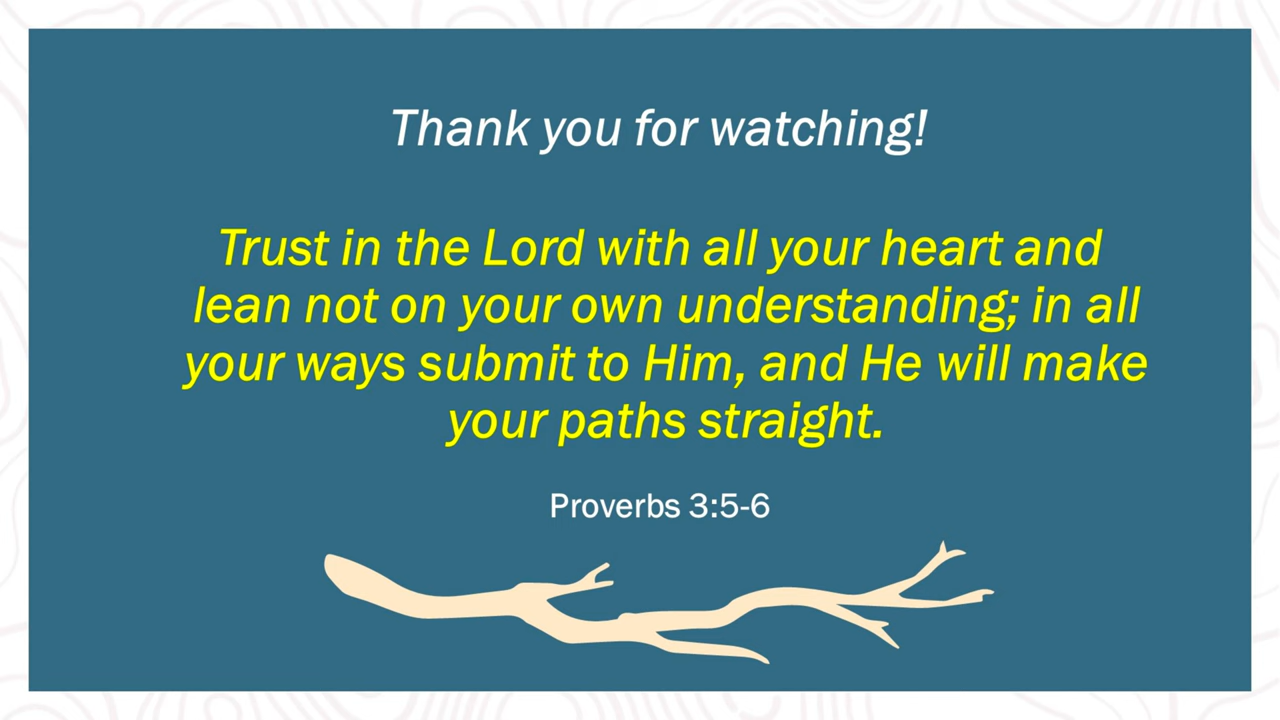 Thank you for watching!
Trust in the Lord with all your heart and
lean not on your own understanding; in all
your ways submit to Him, and He will make
your paths straight.
Proverbs 3:5-6